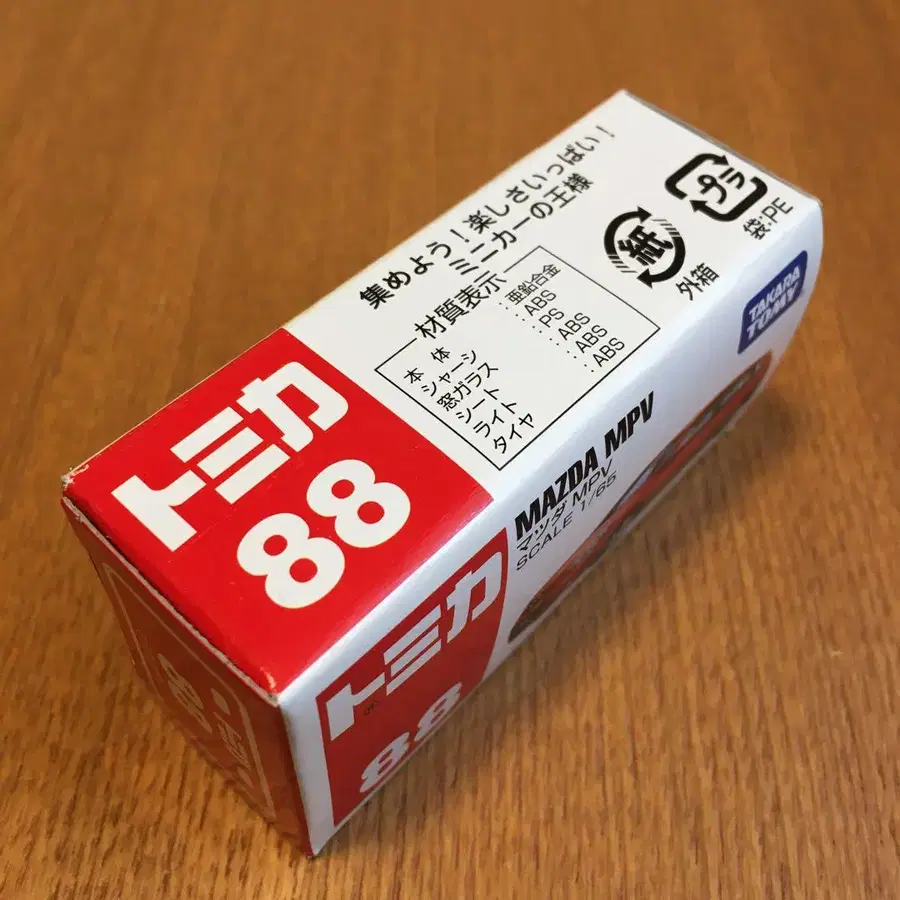 トミカ
88
集めよう!楽しさいっぱい!
ミニカーの王様
材質表示
本体:亜鉛合金
シャーシ:ABS
窓ガラス:PS
シート:ABS
ライト:ABS
タイヤ:ABS
紙
外箱
プラ
袋:PE
トミカ
88
MAZDA MPV
マツダ MPV
SCALE 1/65
TAKARA
TOMY